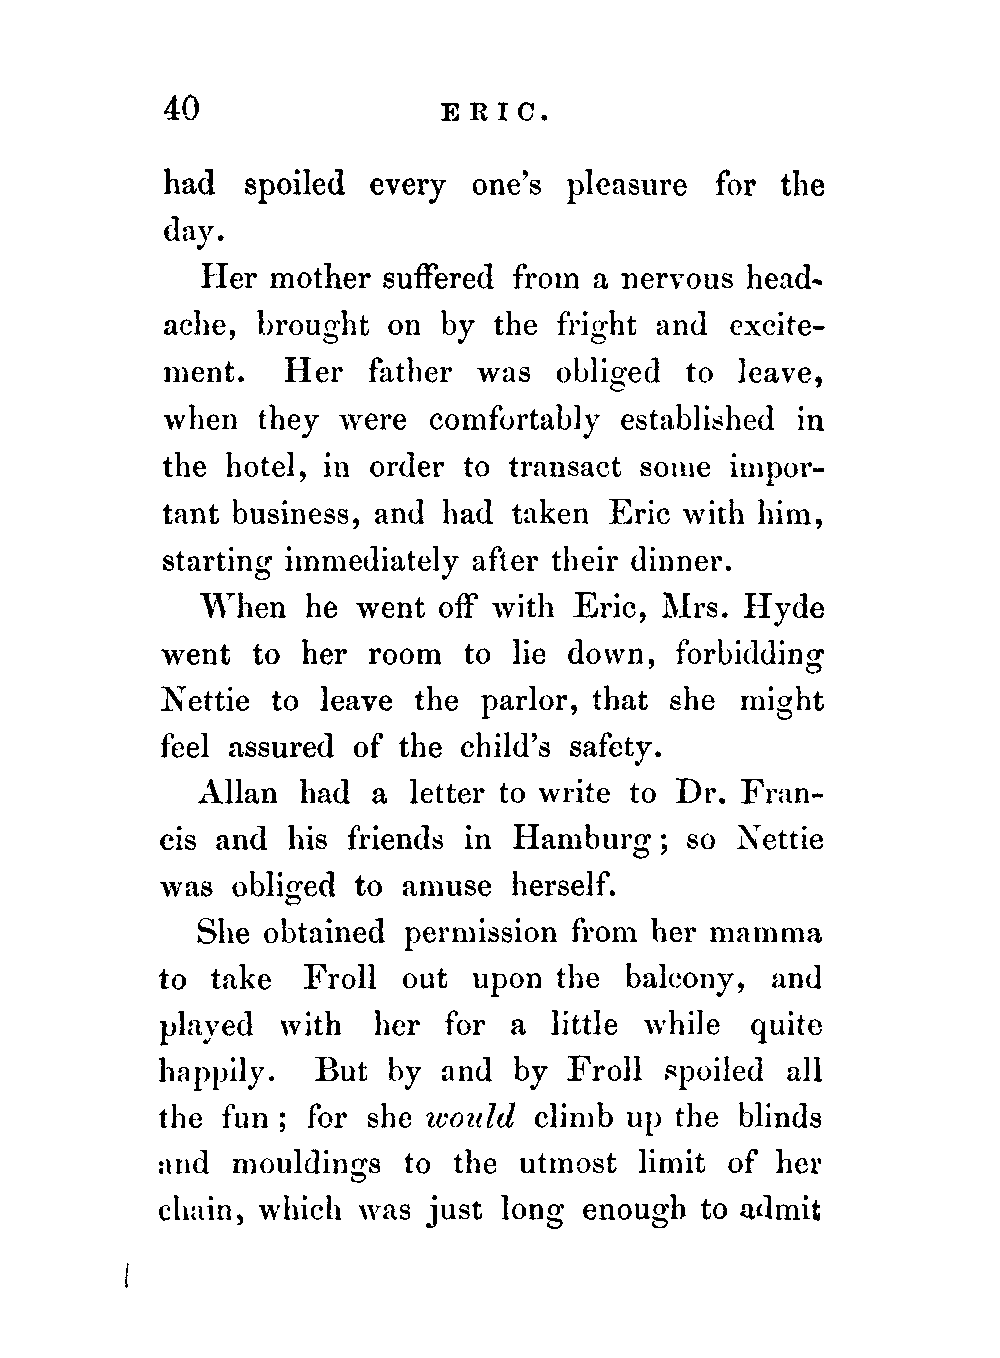 40 ERIC.
had spoiled every one's pleasure for the
day.
Her mother suffered from a nervous head-
ache, brought on by the fright and excite-
ment. Her father was obliged to leave,
when they were comfortably established in
the hotel, in order to transact some impor-
tant business, and had taken Eric with him,
starting immediately after their dinner.
When he went off with Eric, Mrs. Hyde
went to her room to lie down, forbidding
Nettie to leave the parlor, that she might
feel assured of the child's safety.
Allan had a letter to write to Dr. Fran-
cis and his friends in Hamburg; so Nettie
was obliged to amuse herself.
She obtained permission from her mamma
to take Froll out upon the balcony, and
played with her for a little while quite
happily. But by and by Froll spoiled all
the fun; for she would climb up the blinds
and mouldings to the utmost limit of her
chain, which was just long enough to admit